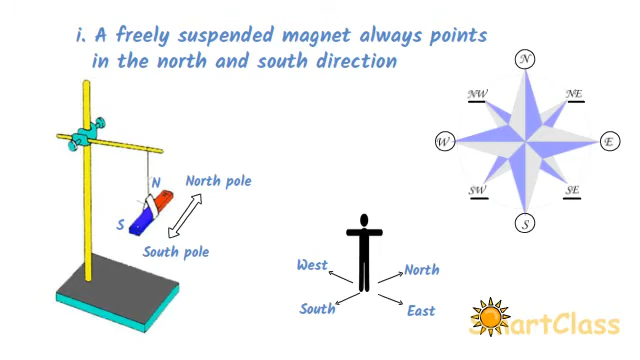 i. A freely suspended magnet always points
in the north and south direction
N
NW
NE
W
E
SW
SE
S
N
North pole
S
South pole
West
North
South
East
SmartClass